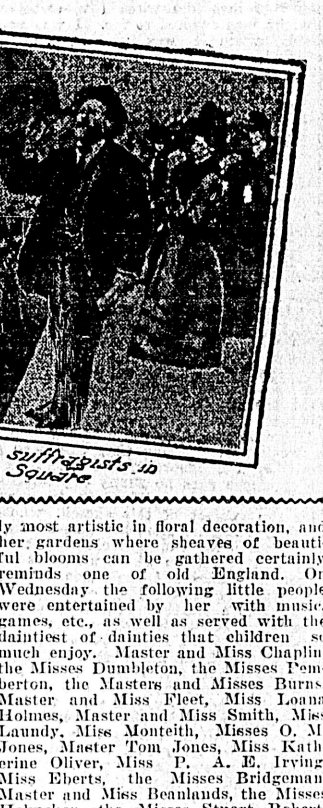 suffragists in
Square
ly most artistic in floral decoration, and
her gardens where sheaves of beauti-
ful blooms can be gathered certainly
reminds one of old England. On
Wednesday the following little people
were entertained by her with music,
games, etc., as well as served with the
daintiest of dainties that children so
much enjoy. Master and Miss Chaplin,
the Misses Dumbleton, the Misses Pem-
berton, the Masters and Misses Burns,
Master and Miss Fleet, Miss Loana
Holmes, Master and Miss Smith, Miss
Laundy, Miss Monteith, Misses O. M.
Jones, Master Tom Jones, Miss Kath-
erine Oliver, Miss P. A. E. Irving,
Miss Eberts, the Misses Bridgeman,
Master and Miss Beanlands, the Misses
the Misses Stuart